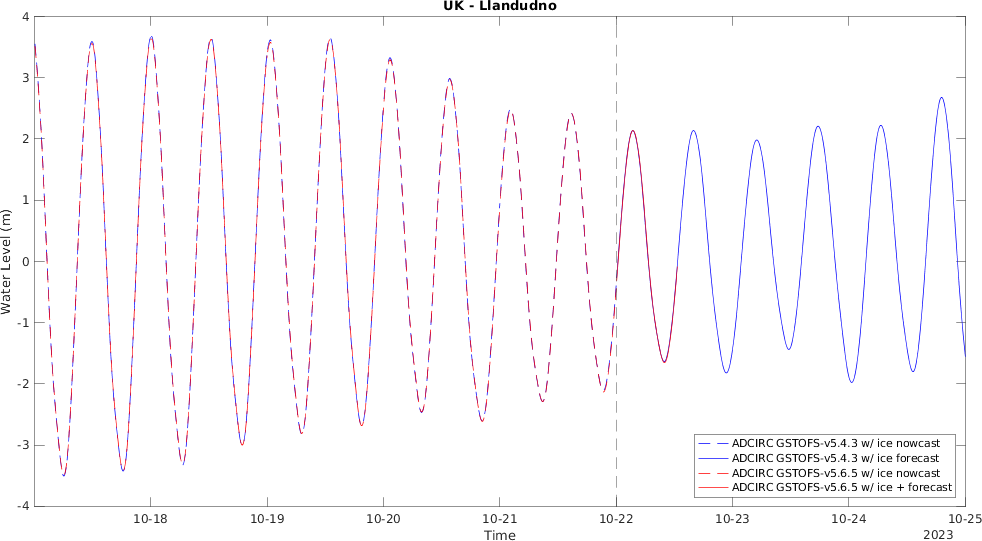 UK - Llandudno
4
3
2
1
0
-1
-2
-3
-4
Water Level (m)
ADCIRC GSTOFS-v5.4.3 w/ ice nowcast
ADCIRC GSTOFS-v5.4.3 w/ ice forecast
ADCIRC GSTOFS-v5.6.5 w/ ice nowcast
ADCIRC GSTOFS-v5.6.5 w/ ice + forecast
10-18 10-19 10-20 10-21 10-22 10-23 10-24 10-25
Time
2023